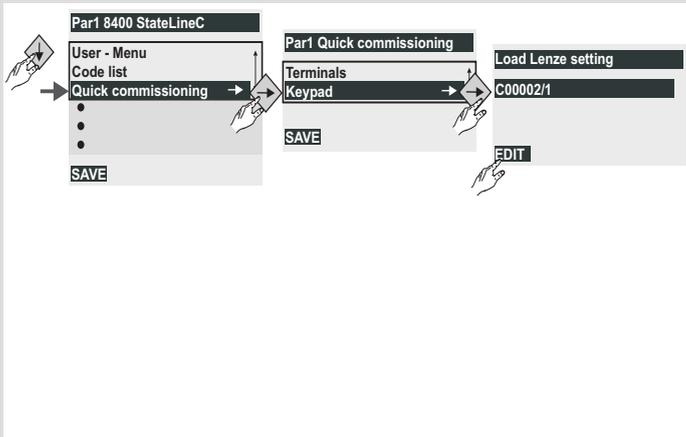 Par1 8400 StateLineC
User - Menu
Code list
Quick commissioning
SAVE
Par1 Quick commissioning
Terminals
Keypad
SAVE
Load Lenze setting
C00002/1
EDIT